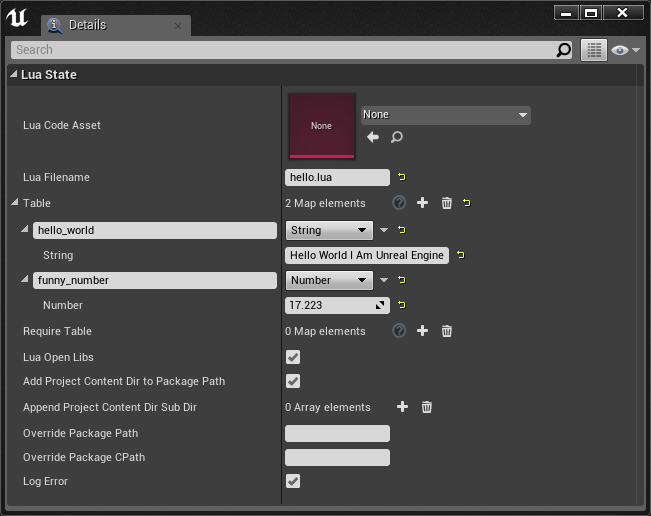 Details
Search
Lua State
Lua Code Asset
None
None
Lua Filename
hello.lua
Table
2 Map elements
hello_world
String
String
Hello World I Am Unreal Engine
funny_number
Number
Number
17.223
Require Table
0 Map elements
Lua Open Libs
Add Project Content Dir to Package Path
Append Project Content Dir Sub Dir
0 Array elements
Override Package Path
Override Package CPath
Log Error